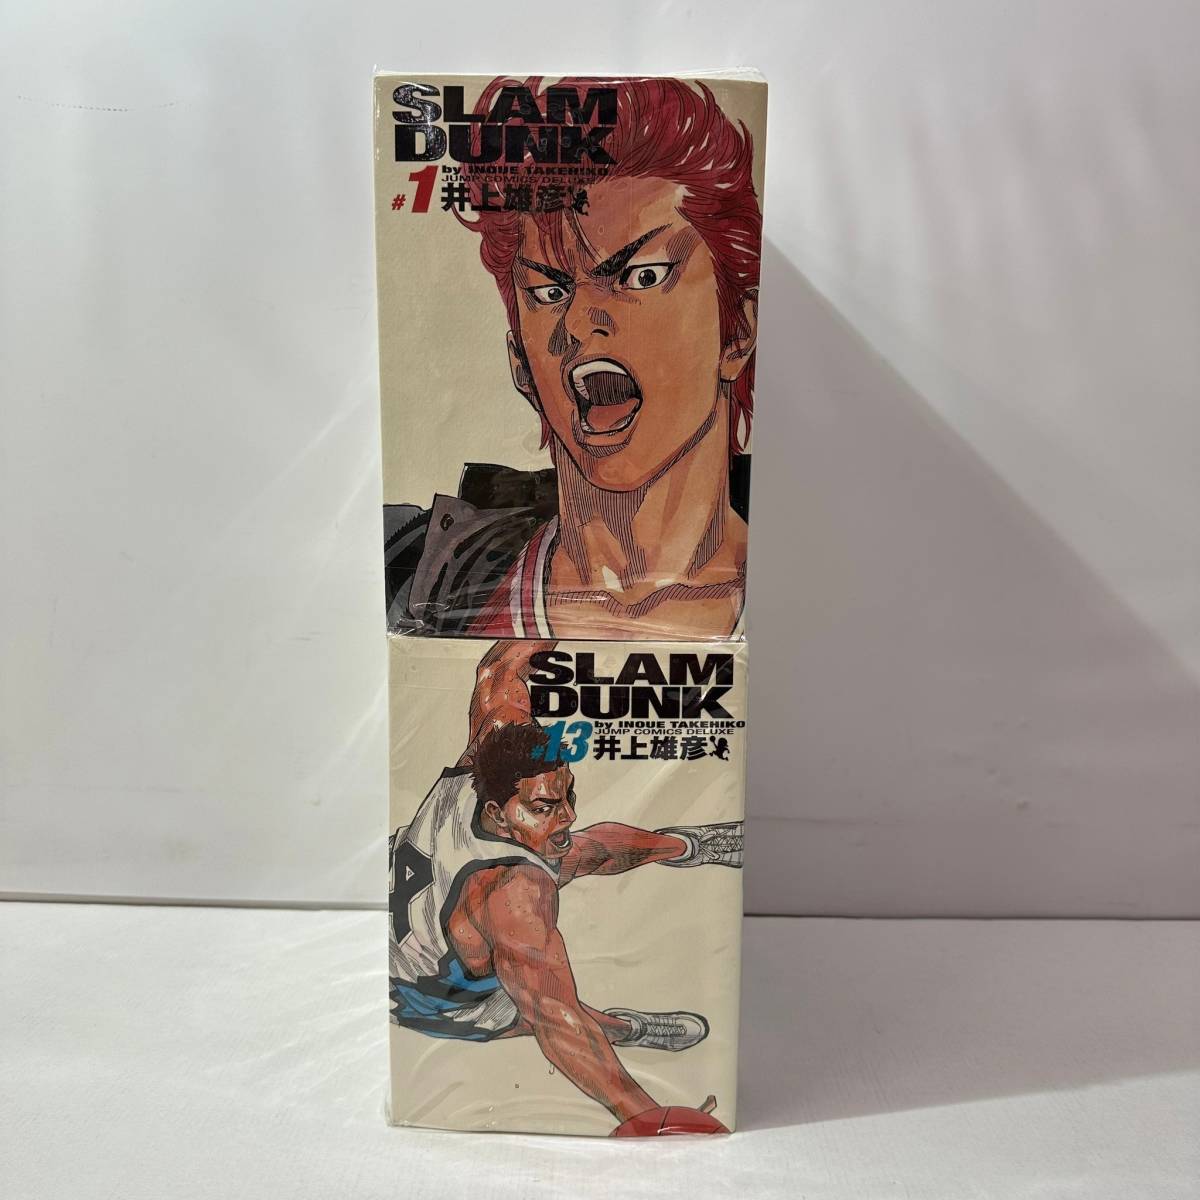 SLAM
DUNK
by INOUE TAKEHIKO
JUMP COMICS DELUXE
#1 井上雄彦
SLAM
DUNK
by INOUE TAKEHIKO
JUMP COMICS DELUXE
#13 井上雄彦
4